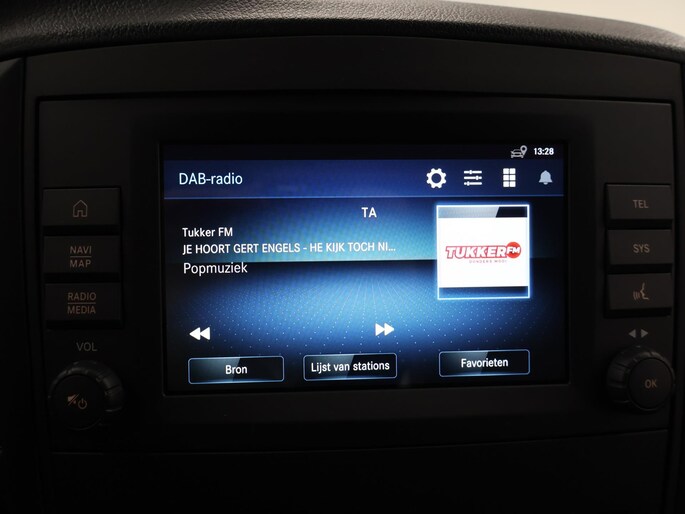 13:28
DAB-radio
TA
Tukker FM
JE HOORT GERT ENGELS - HE KIJK TOCH NI...
Popmuziek
TUKKER FM
Bron
Lijst van stations
Favorieten
NAVI
MAP
RADIO
MEDIA
VOL
TEL
SYS
OK